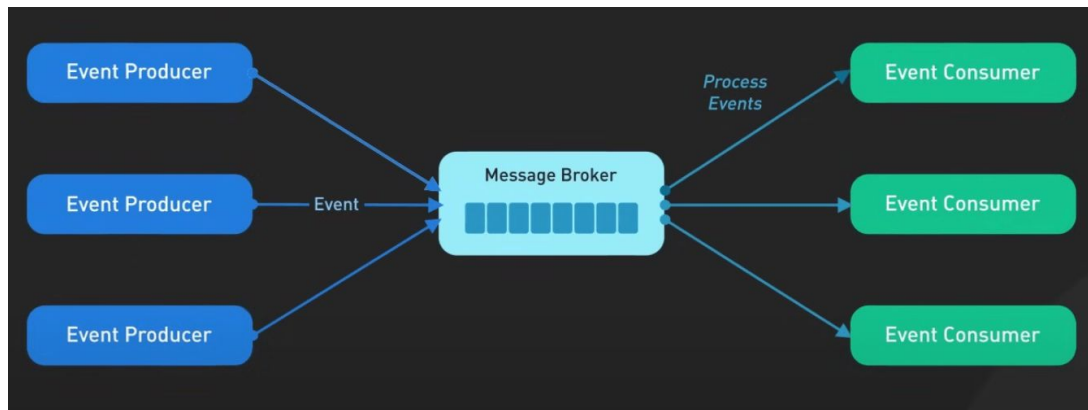 Event Producer
Process
Events
Event Consumer
Message Broker
Event Producer
Event
Event Consumer
Event Producer
Event Consumer